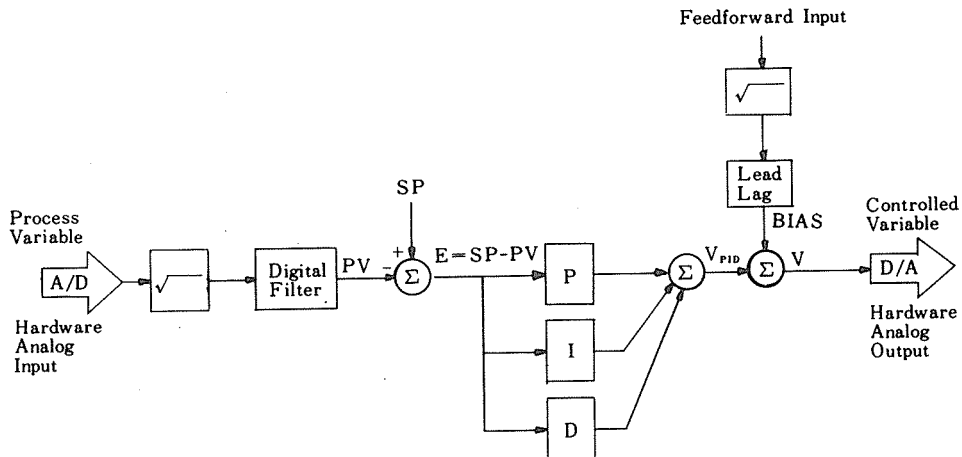 Feedforward Input
√
Lead
Lag
BIAS
SP
Process
Variable
A/D
Hardware
Analog
Input
√
Digital
Filter
PV
+
-
Σ
E=SP-PV
P
I
D
Σ
V_PID
Σ
V
Controlled
Variable
D/A
Hardware
Analog
Output